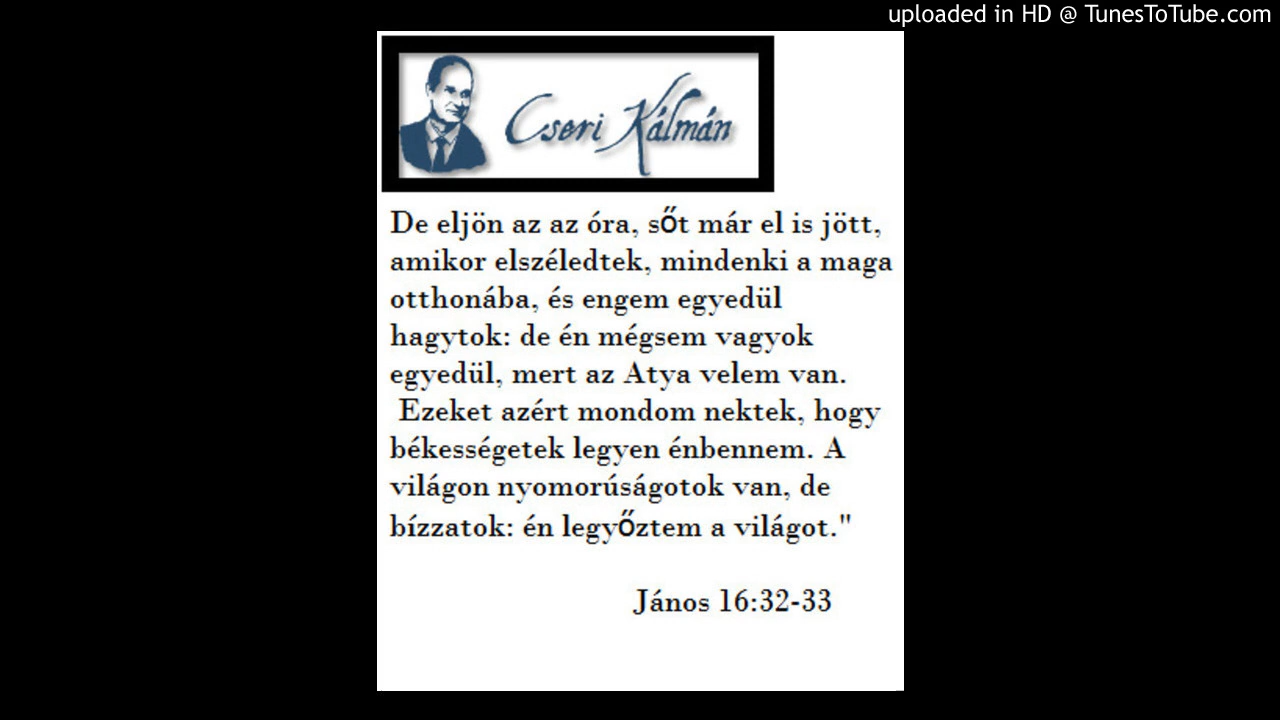 uploaded in HD @ TunesToTube.com
Cseri Kálmán
De eljön az az óra, sőt már el is jött,
amikor elszéledtek, mindenki a maga
otthonába, és engem egyedül
hagytok: de én mégsem vagyok
egyedül, mert az Atya velem van.
Ezeket azért mondom nektek, hogy
békességetek legyen énbennem. A
világon nyomorúságotok van, de
bízzatok: én legyőztem a világot."
János 16:32-33